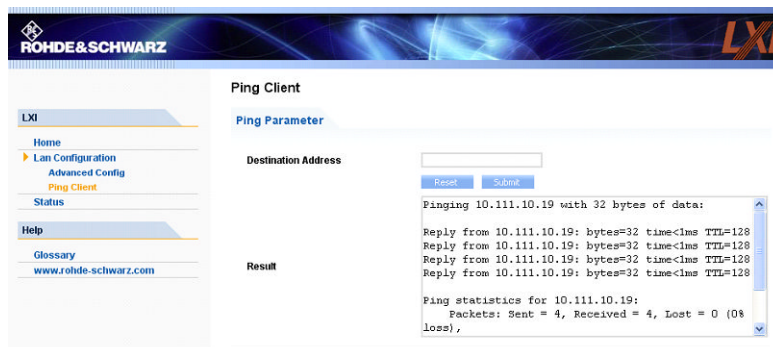 ROHDE&SCHWARZ
LXI
Ping Client
LXI
Ping Parameter
Home
Lan Configuration
Advanced Config
Ping Client
Status
Help
Glossary
www.rohde-schwarz.com
Destination Address
Reset Submit
Result
Pinging 10.111.10.19 with 32 bytes of data:
Reply from 10.111.10.19: bytes=32 time<1ms TTL=128
Reply from 10.111.10.19: bytes=32 time<1ms TTL=128
Reply from 10.111.10.19: bytes=32 time<1ms TTL=128
Reply from 10.111.10.19: bytes=32 time<1ms TTL=128
Ping statistics for 10.111.10.19:
Packets: Sent = 4, Received = 4, Lost = 0 (0%
loss),